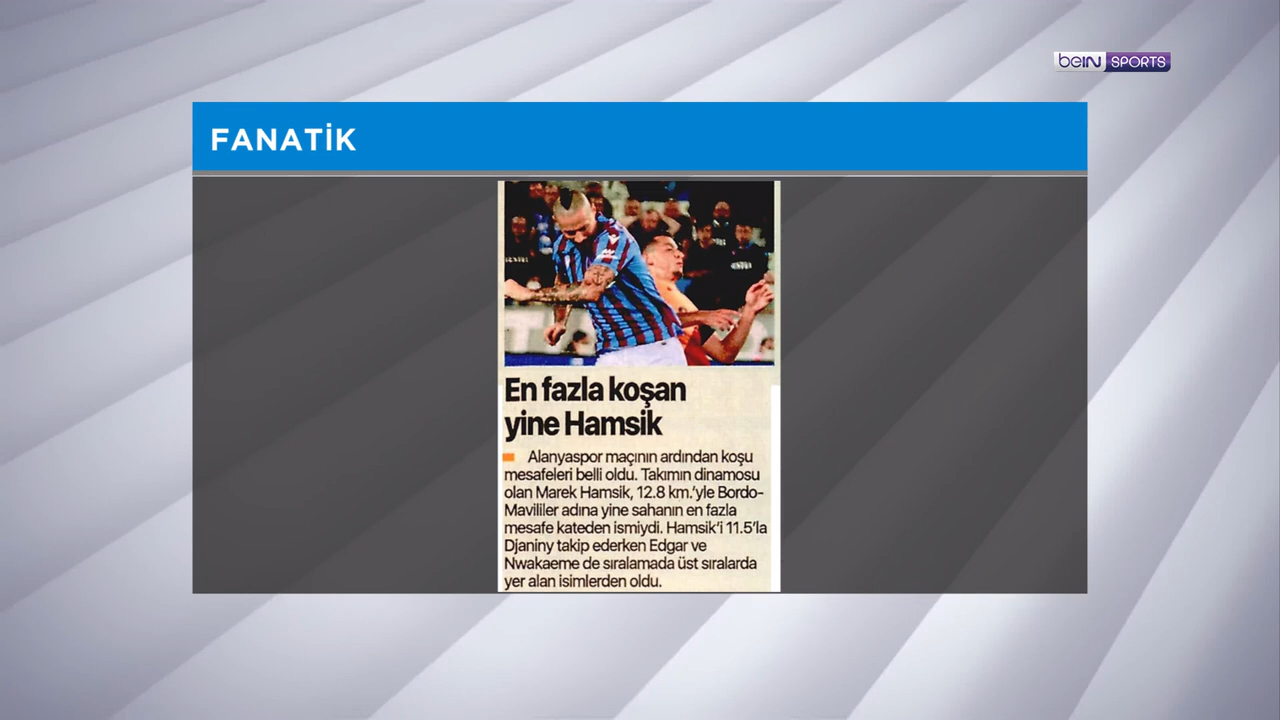 beIN SPORTS
FANATİK
En fazla koşan
yine Hamsik
Alanyaspor maçının ardından koşu
mesafeleri belli oldu. Takımın dinamosu
olan Marek Hamsik, 12.8 km.'yle Bordo-
Mavililer adına yine sahanın en fazla
mesafe kateden ismiydi. Hamsik'i 11.5'la
Djaniny takip ederken Edgar ve
Nwakaeme de sıralamada üst sıralarda
yer alan isimlerden oldu.